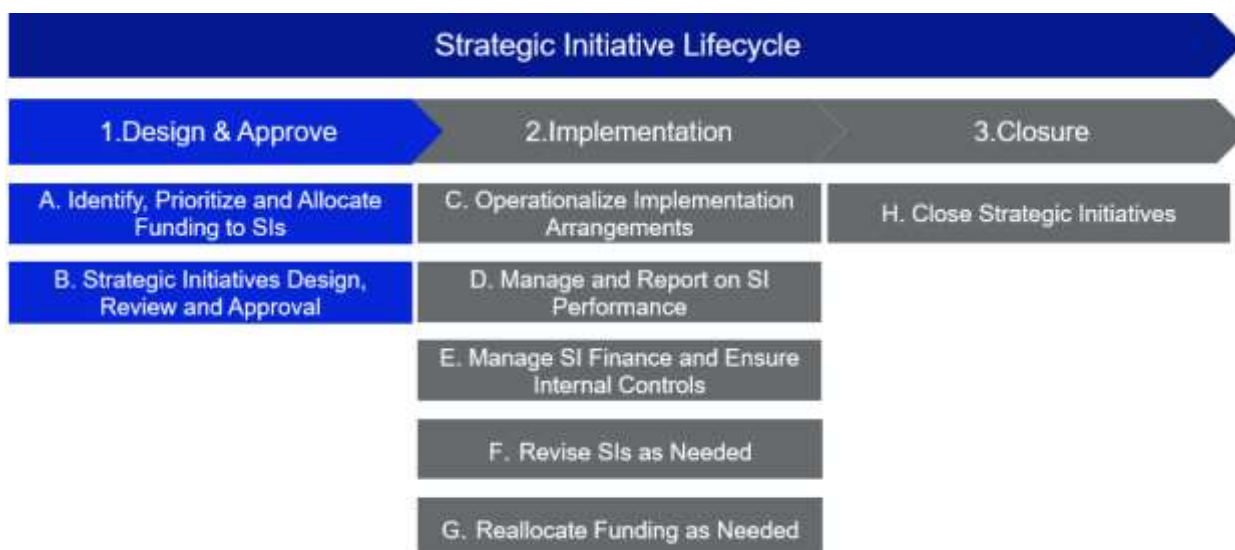 Strategic Initiative Lifecycle
1.Design & Approve
2.Implementation
3.Closure
A. Identify, Prioritize and Allocate
Funding to SIs
B. Strategic Initiatives Design,
Review and Approval
C. Operationalize Implementation
Arrangements
D. Manage and Report on SI
Performance
E. Manage SI Finance and Ensure
Internal Controls
F. Revise SIs as Needed
G. Reallocate Funding as Needed
H. Close Strategic Initiatives